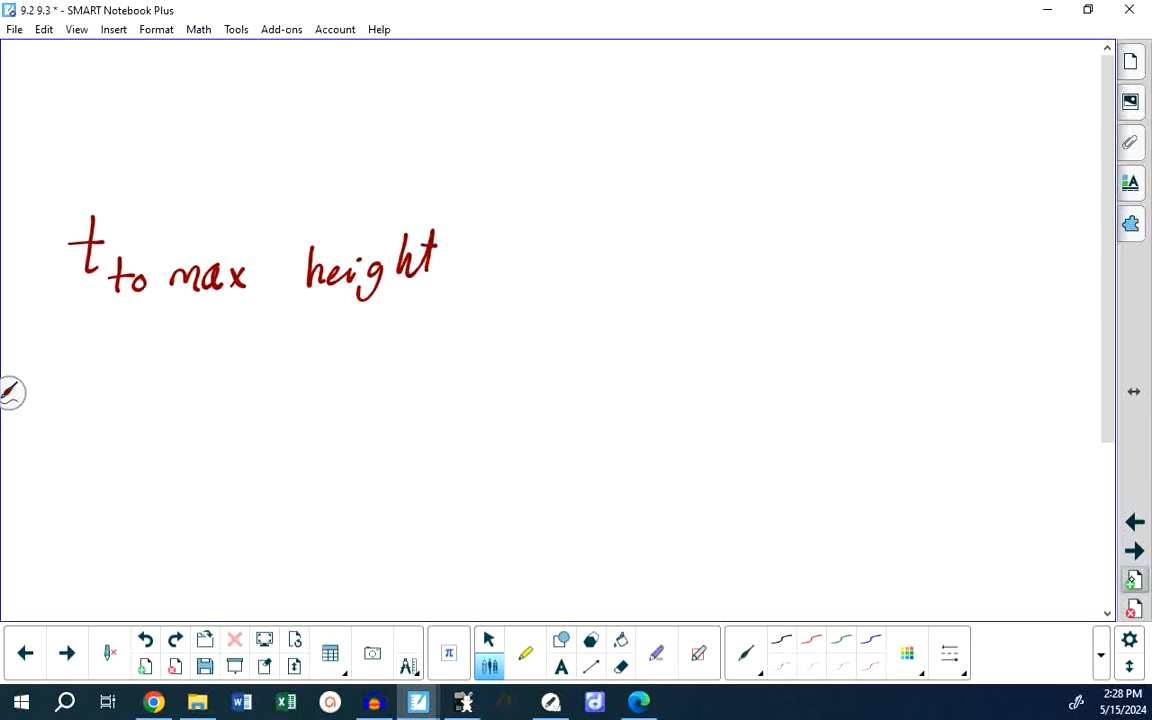 9.2 9.3 * - SMART Notebook Plus
File Edit View Insert Format Math Tools Add-ons Account Help
t to max height
2:28 PM
5/15/2024